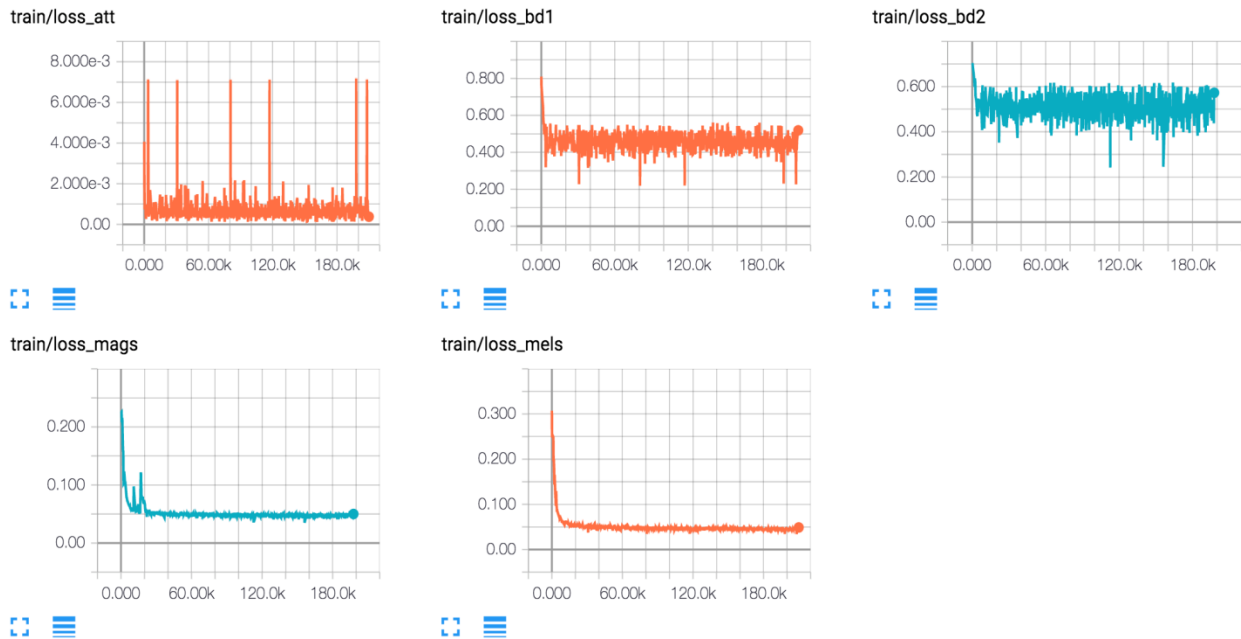 train/loss_att
8.000e-3
6.000e-3
4.000e-3
2.000e-3
0.00
0.000 60.00k 120.0k 180.0k
train/loss_bd1
0.800
0.600
0.400
0.200
0.00
0.000 60.00k 120.0k 180.0k
train/loss_bd2
0.600
0.400
0.200
0.00
0.000 60.00k 120.0k 180.0k
train/loss_mags
0.200
0.100
0.00
0.000 60.00k 120.0k 180.0k
train/loss_mels
0.300
0.200
0.100
0.00
0.000 60.00k 120.0k 180.0k